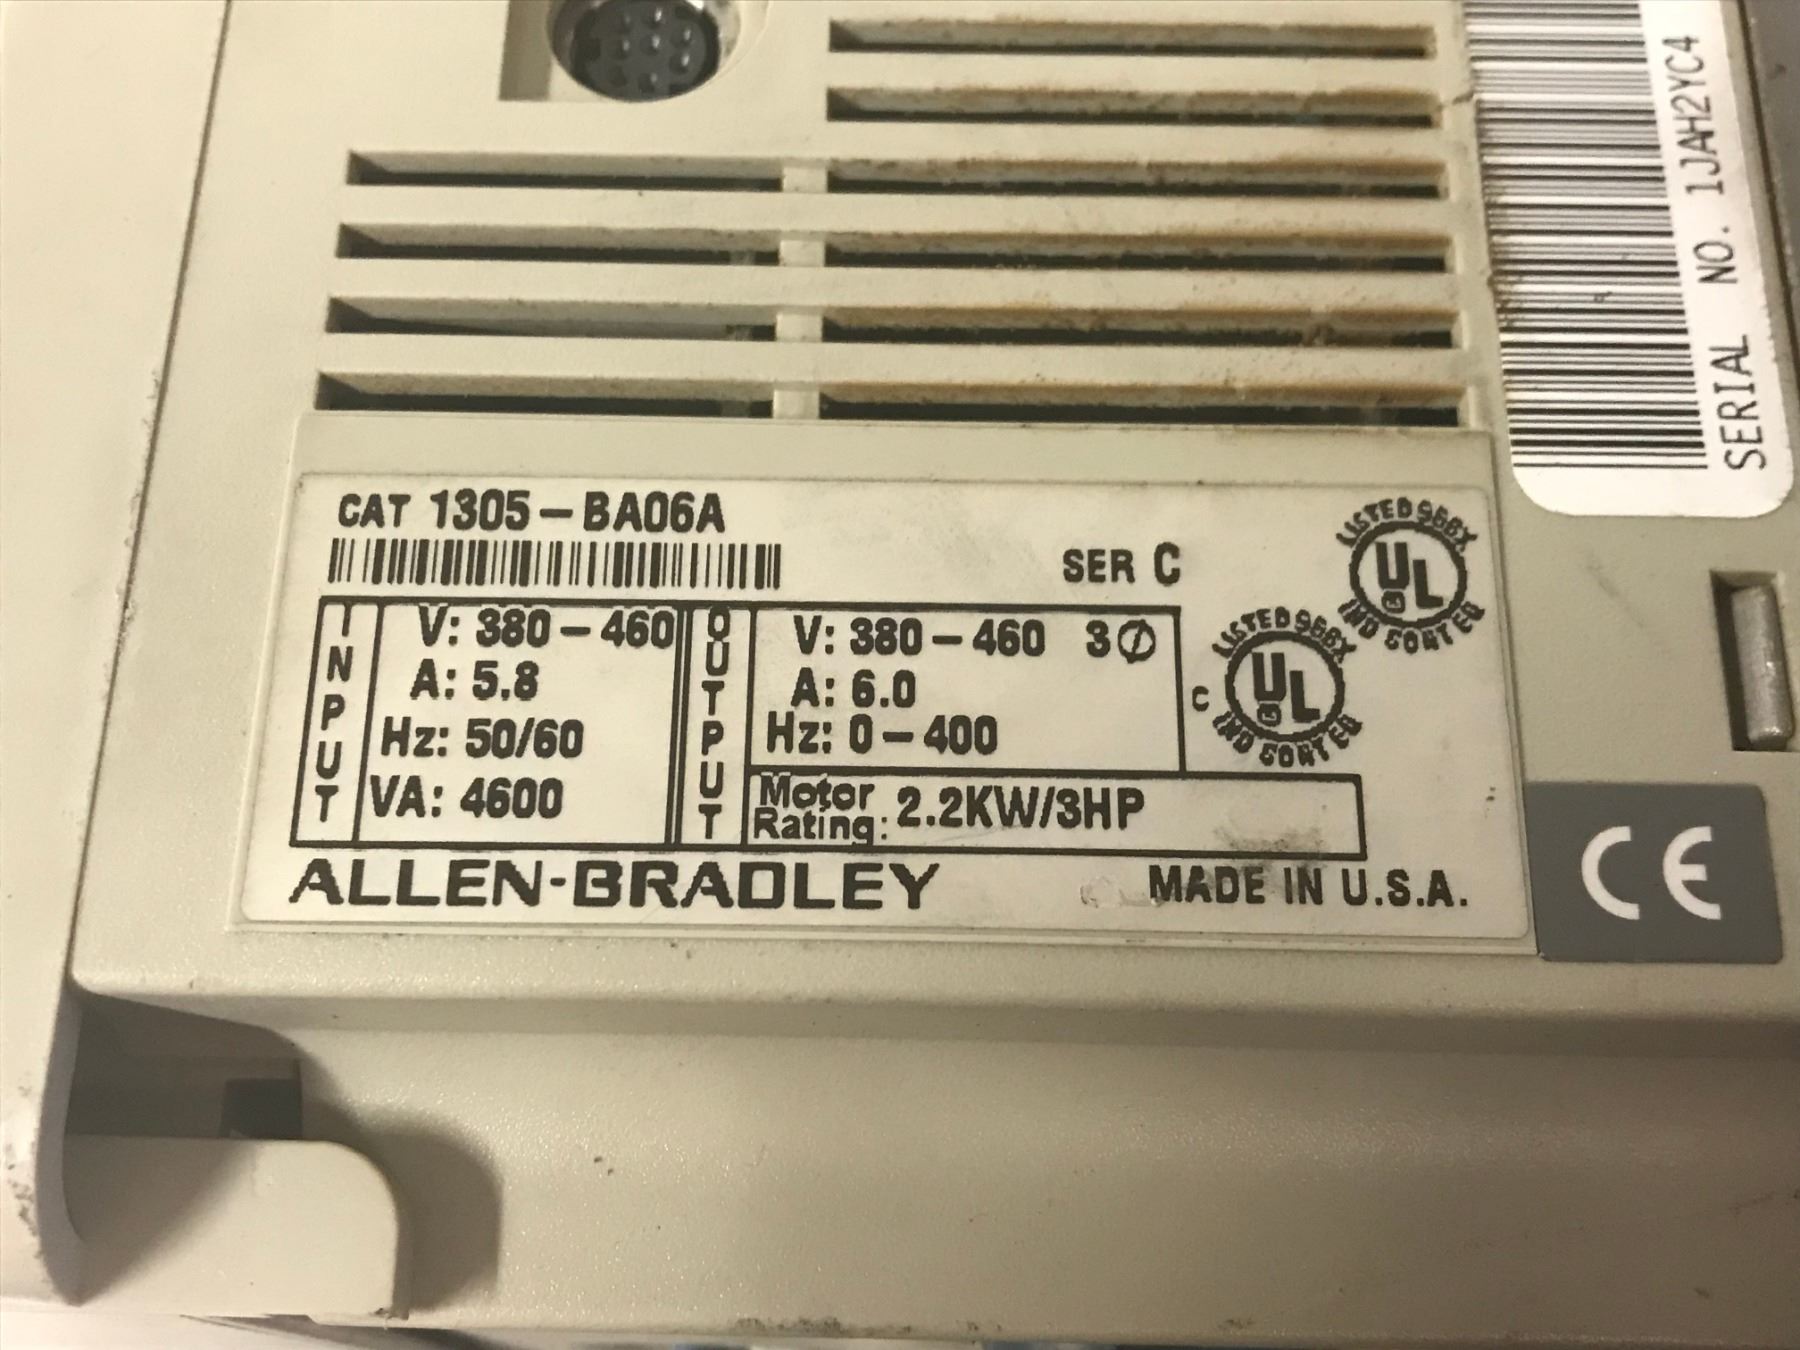 SERIAL NO. 1JAH2YC4
CAT 1305-BA06A
SER C
LISTED 966X
UL
IND CONT EQ
INPUT
V: 380-460
A: 5.8
Hz: 50/60
VA: 4600
OUTPUT
V: 380-460 3Ø
A: 6.0
Hz: 0-400
Motor Rating: 2.2KW/3HP
LISTED 966X
C UL
IND CONT EQ
ALLEN-BRADLEY
MADE IN U.S.A.
CE